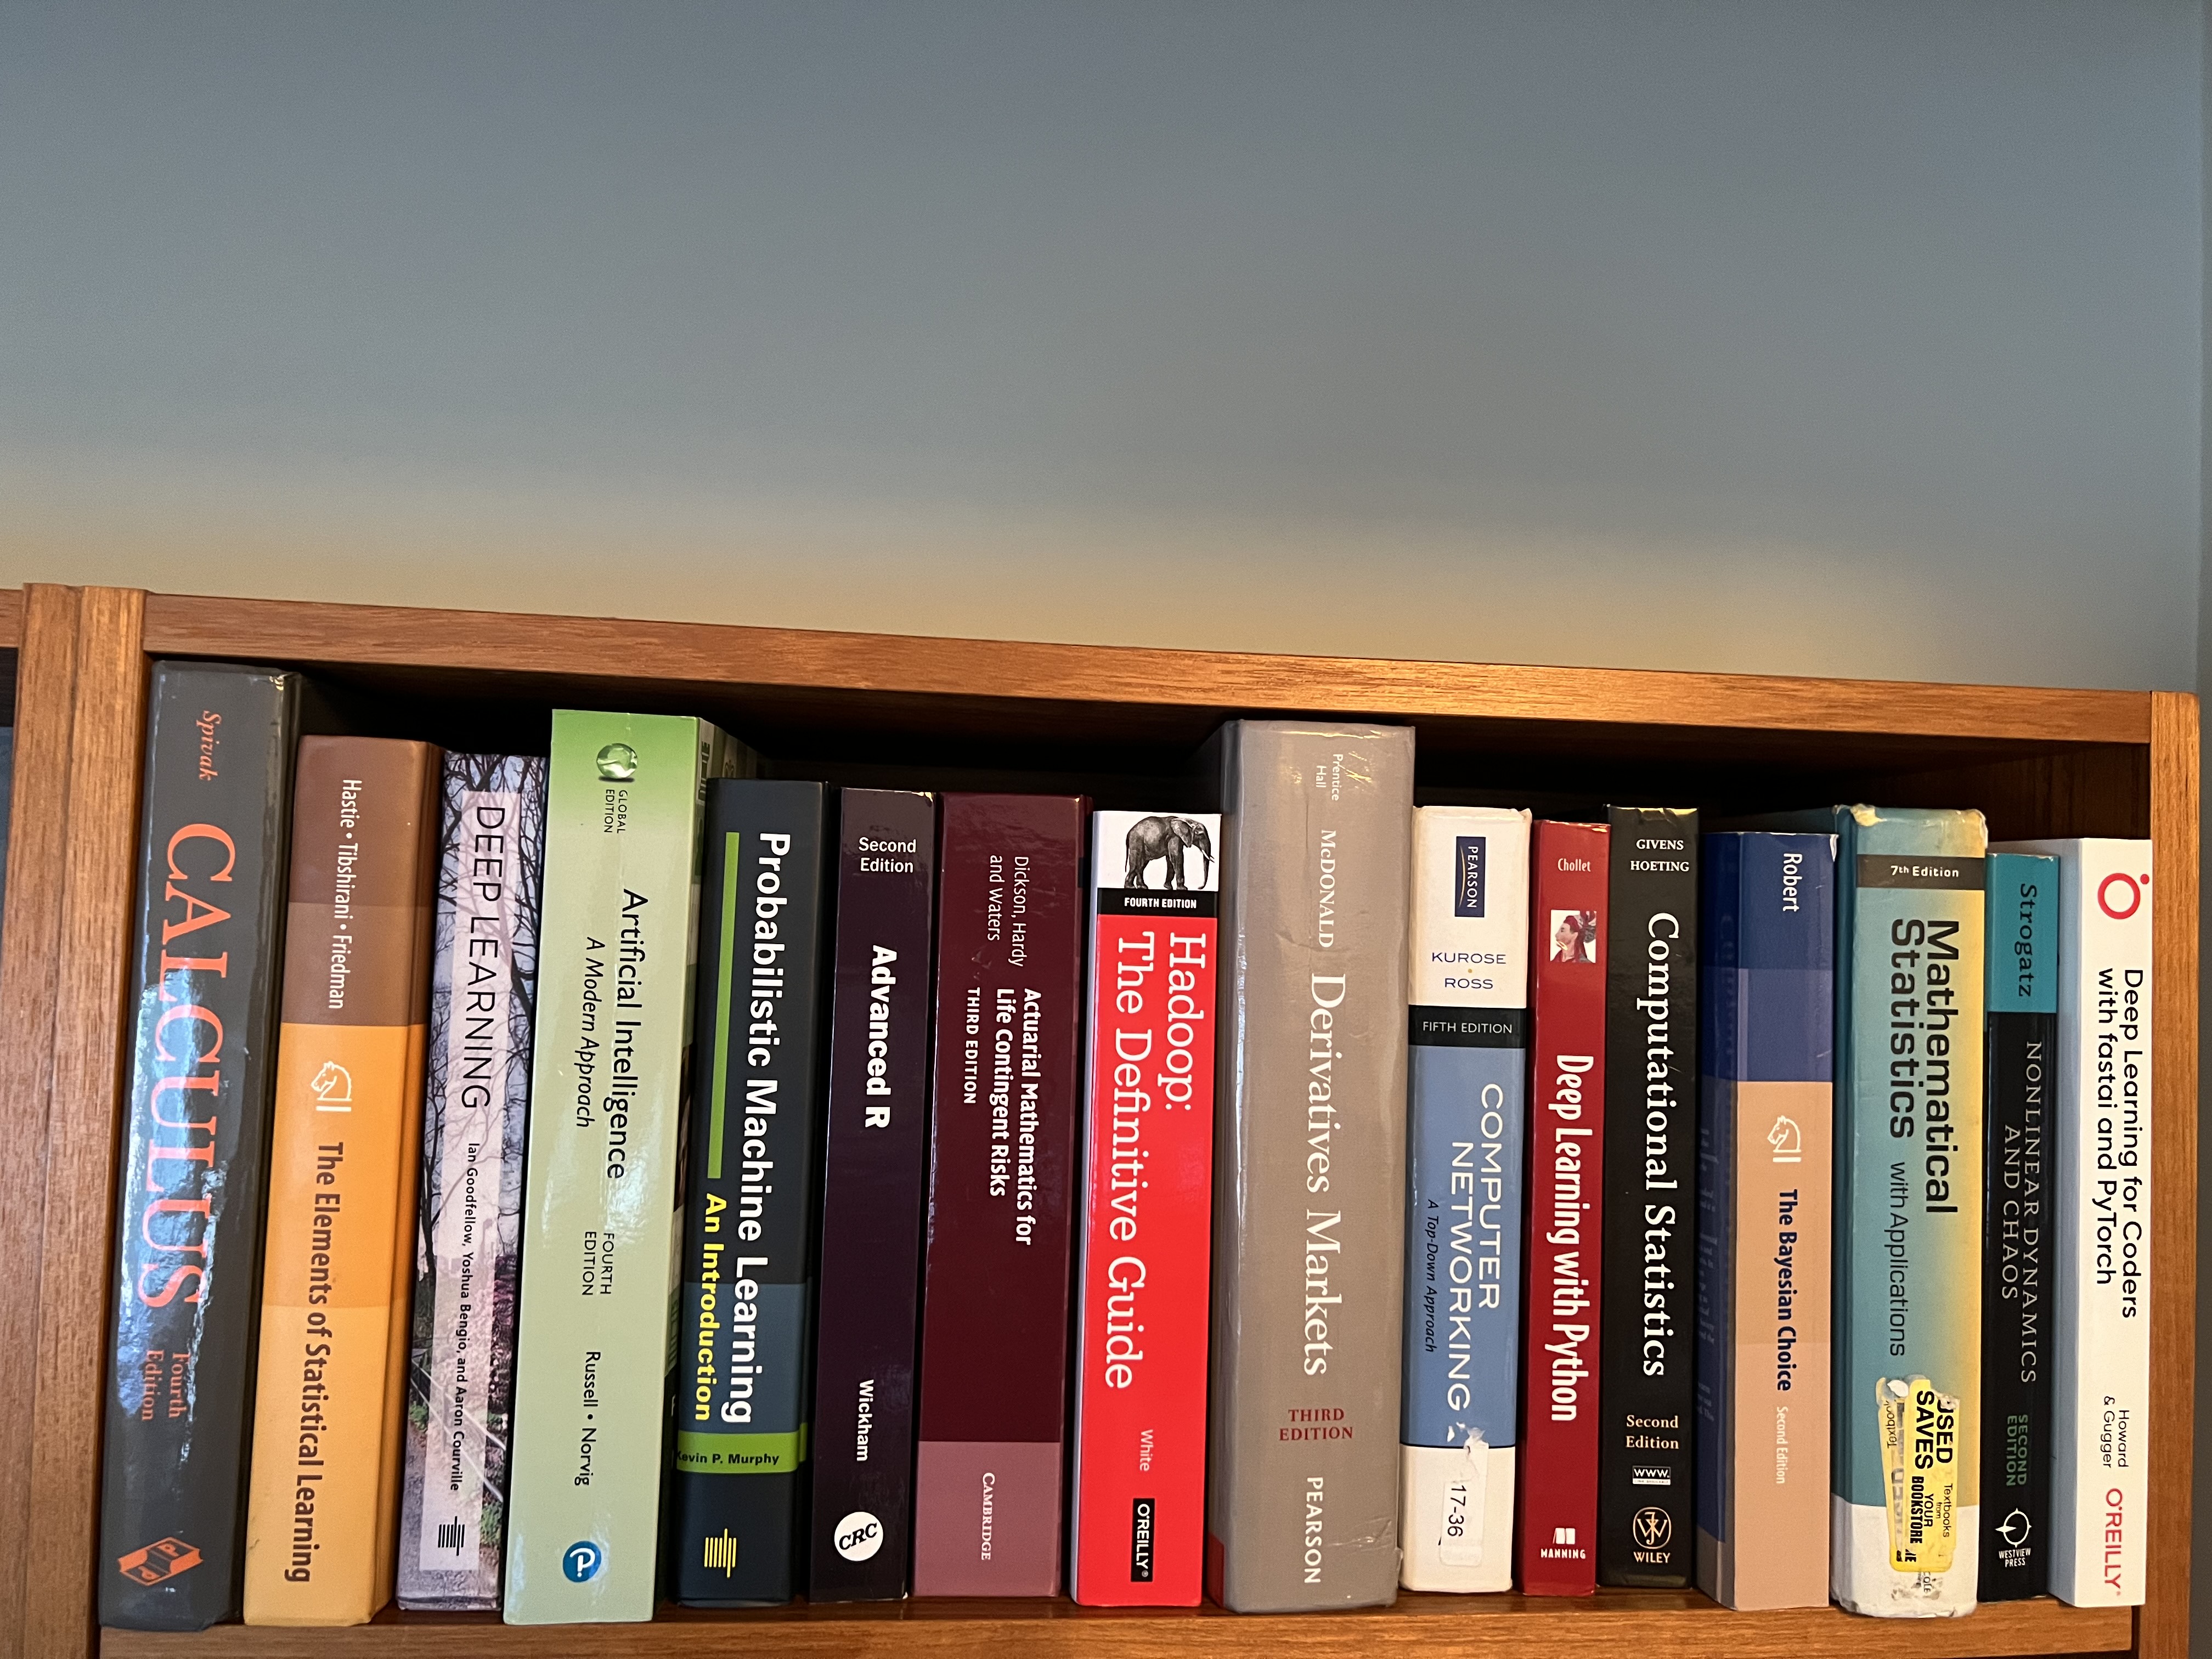 Spivak
CALCULUS
Fourth
Edition
Hastie • Tibshirani • Friedman
The Elements of Statistical Learning
DEEP LEARNING
Ian Goodfellow, Yoshua Bengio, and Aaron Courville
GLOBAL
EDITION
Artificial Intelligence
A Modern Approach
FOURTH
EDITION
Russell • Norvig
P
Probabilistic Machine Learning
An Introduction
Kevin P. Murphy
Second
Edition
Advanced R
Wickham
CRC
Dickson, Hardy
and Waters
Actuarial Mathematics for
Life Contingent Risks
THIRD EDITION
CAMBRIDGE
FOURTH EDITION
Hadoop:
The Definitive Guide
White
O'REILLY®
Prentice
Hall
McDONALD
Derivatives Markets
THIRD
EDITION
PEARSON
PEARSON
KUROSE
ROSS
FIFTH EDITION
COMPUTER
NETWORKING
A Top-Down Approach
17-36
Chollet
Deep Learning with Python
MANNING
GIVENS
HOETING
Computational Statistics
Second
Edition
WWW.
WILEY
Robert
The Bayesian Choice
Second Edition
7th Edition
Mathematical
Statistics with Applications
USED
SAVES
Textbooks
from
YOUR
BOOKSTORE
Strogatz
NONLINEAR DYNAMICS
AND CHAOS
SECOND
EDITION
WESTVIEW
PRESS
Deep Learning for Coders
with fastai and PyTorch
Howard
& Gugger
O'REILLY®